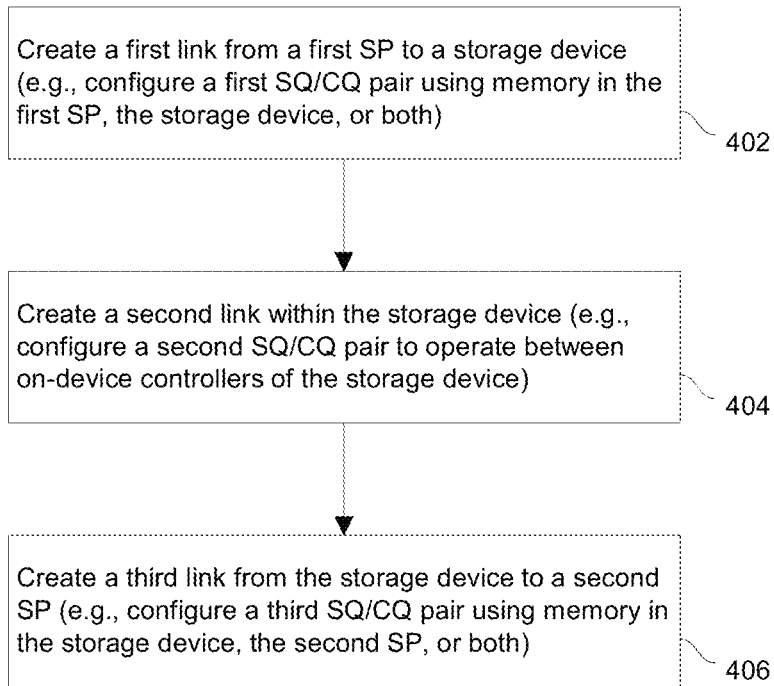 Create a first link from a first SP to a storage device
(e.g., configure a first SQ/CQ pair using memory in the
first SP, the storage device, or both)
402
Create a second link within the storage device (e.g.,
configure a second SQ/CQ pair to operate between
on-device controllers of the storage device)
404
Create a third link from the storage device to a second
SP (e.g., configure a third SQ/CQ pair using memory in
the storage device, the second SP, or both)
406